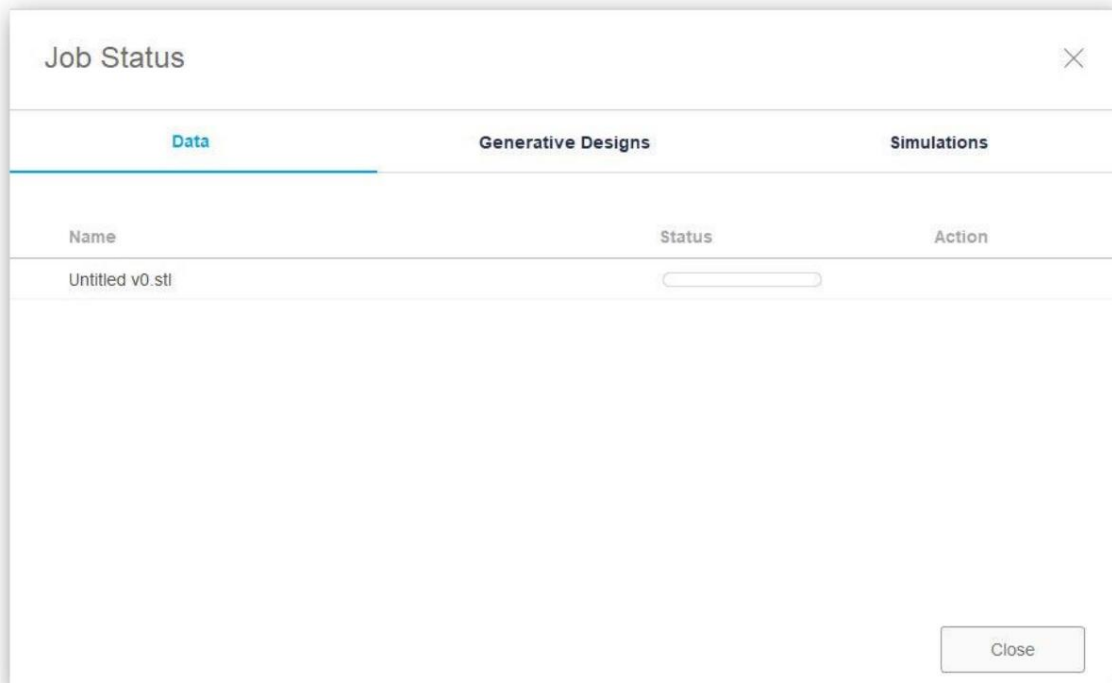 Job Status
Data Generative Designs Simulations
Name Status Action
Untitled v0.stl
Close